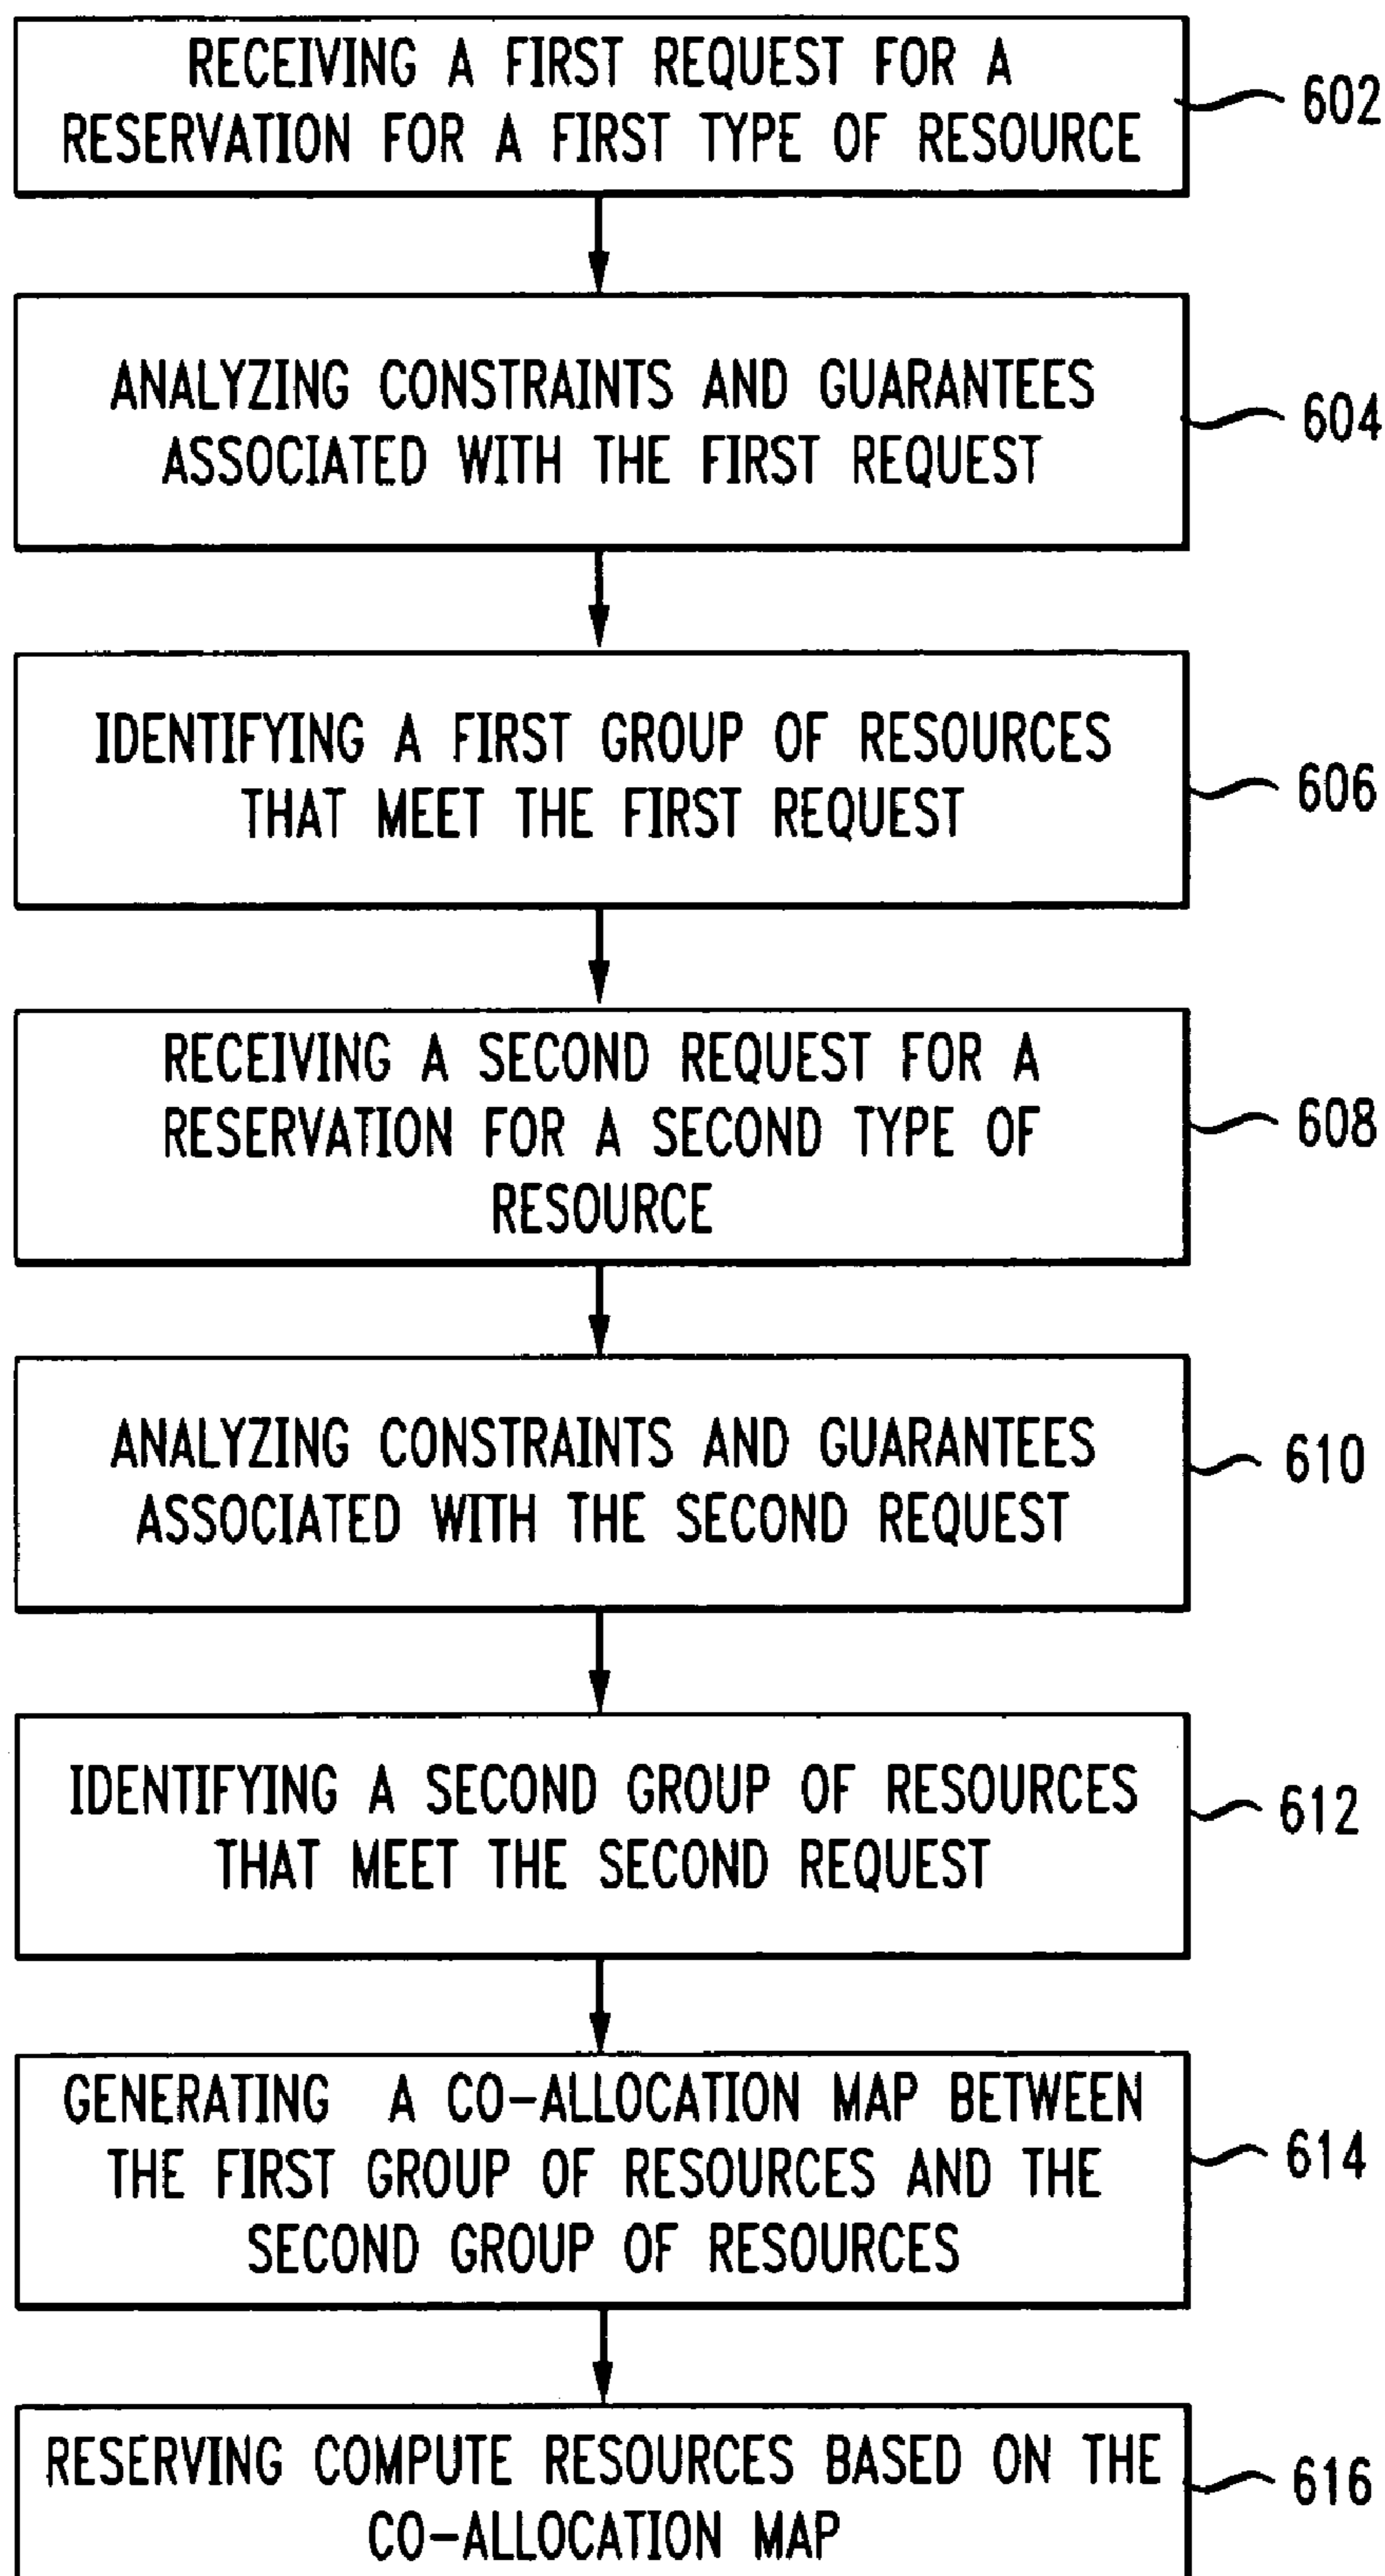 RECEIVING A FIRST REQUEST FOR A
RESERVATION FOR A FIRST TYPE OF RESOURCE
602
ANALYZING CONSTRAINTS AND GUARANTEES
ASSOCIATED WITH THE FIRST REQUEST
604
IDENTIFYING A FIRST GROUP OF RESOURCES
THAT MEET THE FIRST REQUEST
606
RECEIVING A SECOND REQUEST FOR A
RESERVATION FOR A SECOND TYPE OF
RESOURCE
608
ANALYZING CONSTRAINTS AND GUARANTEES
ASSOCIATED WITH THE SECOND REQUEST
610
IDENTIFYING A SECOND GROUP OF RESOURCES
THAT MEET THE SECOND REQUEST
612
GENERATING A CO-ALLOCATION MAP BETWEEN
THE FIRST GROUP OF RESOURCES AND THE
SECOND GROUP OF RESOURCES
614
RESERVING COMPUTE RESOURCES BASED ON THE
CO-ALLOCATION MAP
616